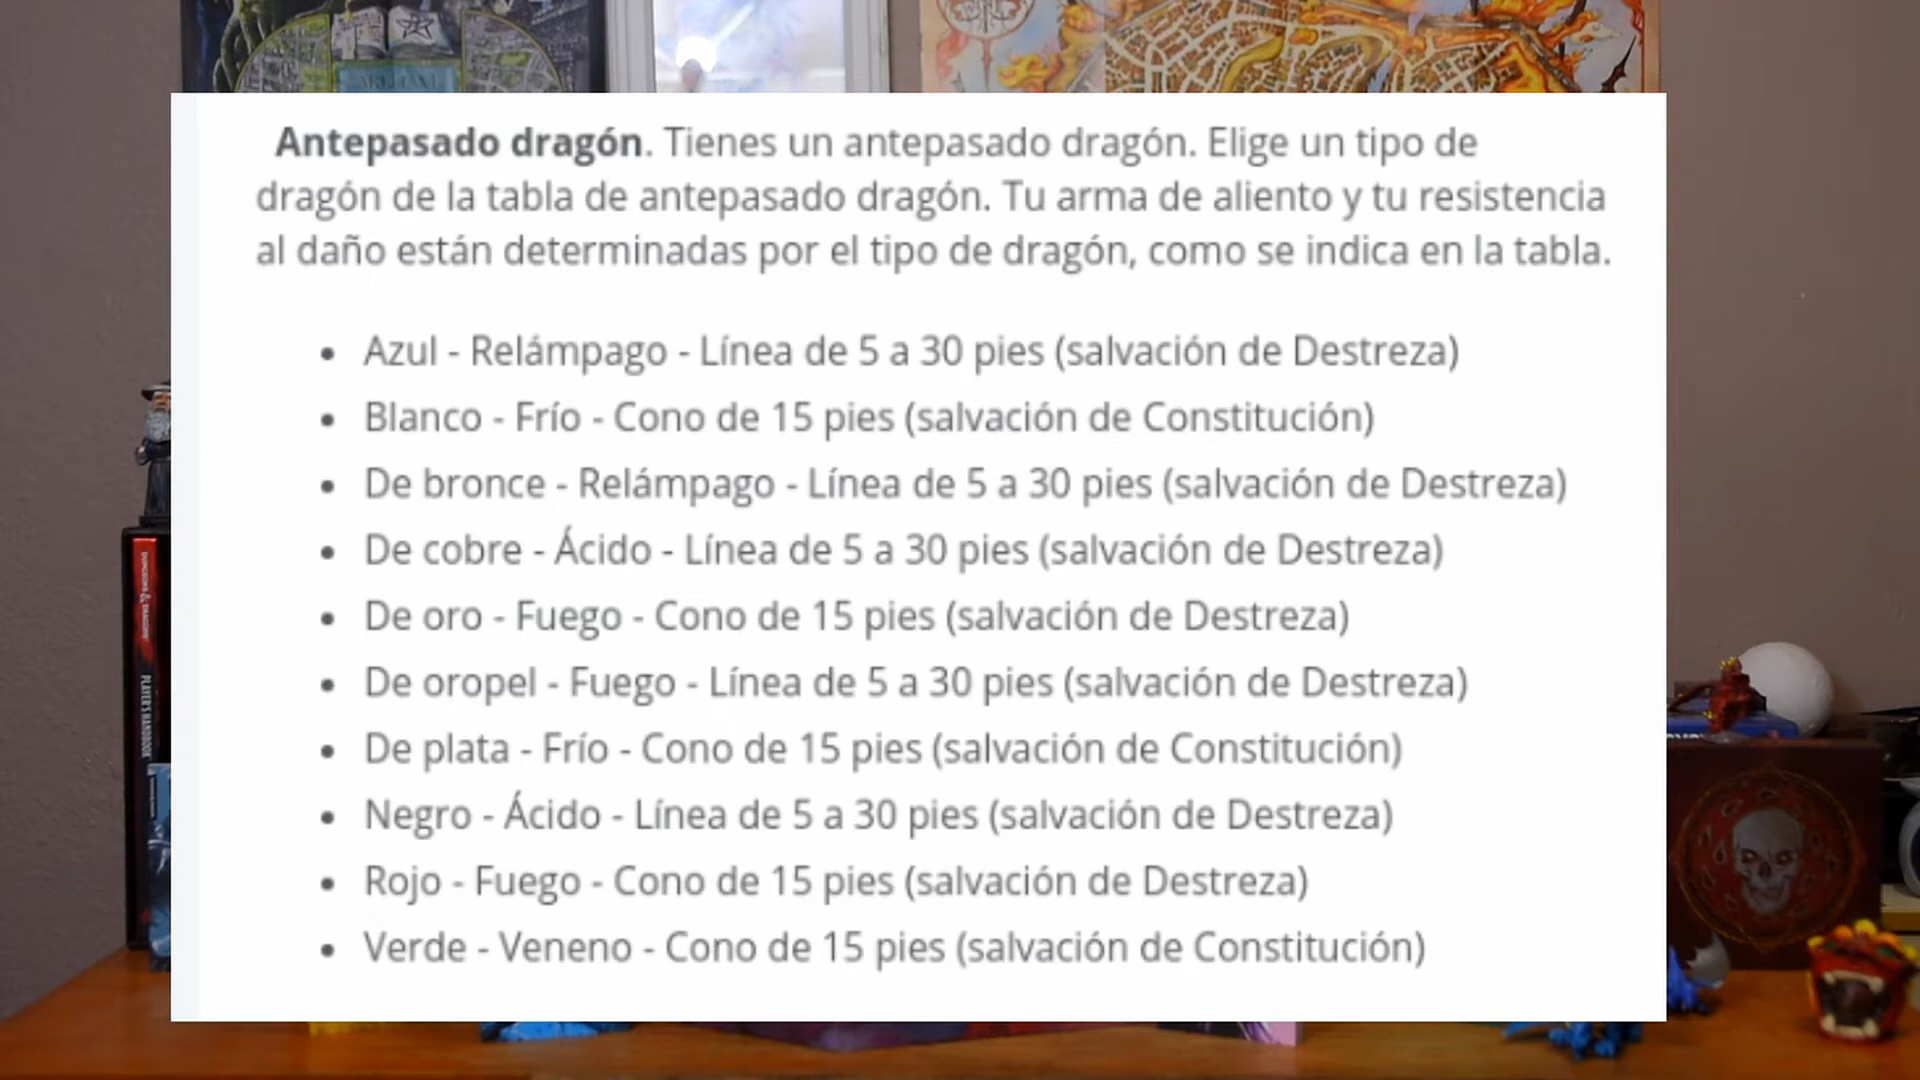 Antepasado dragón. Tienes un antepasado dragón. Elige un tipo de
dragón de la tabla de antepasado dragón. Tu arma de aliento y tu resistencia
al daño están determinadas por el tipo de dragón, como se indica en la tabla.
• Azul - Relámpago - Línea de 5 a 30 pies (salvación de Destreza)
• Blanco - Frío - Cono de 15 pies (salvación de Constitución)
• De bronce - Relámpago - Línea de 5 a 30 pies (salvación de Destreza)
• De cobre - Ácido - Línea de 5 a 30 pies (salvación de Destreza)
• De oro - Fuego - Cono de 15 pies (salvación de Destreza)
• De oropel - Fuego - Línea de 5 a 30 pies (salvación de Destreza)
• De plata - Frío - Cono de 15 pies (salvación de Constitución)
• Negro - Ácido - Línea de 5 a 30 pies (salvación de Destreza)
• Rojo - Fuego - Cono de 15 pies (salvación de Destreza)
• Verde - Veneno - Cono de 15 pies (salvación de Constitución)
DUNGEONS & DRAGONS
PLAYER'S HANDBOOK